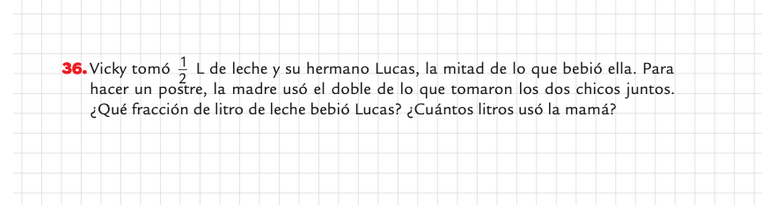 36. Vicky tomó 1/2 L de leche y su hermano Lucas, la mitad de lo que bebió ella. Para
hacer un postre, la madre usó el doble de lo que tomaron los dos chicos juntos.
¿Qué fracción de litro de leche bebió Lucas? ¿Cuántos litros usó la mamá?